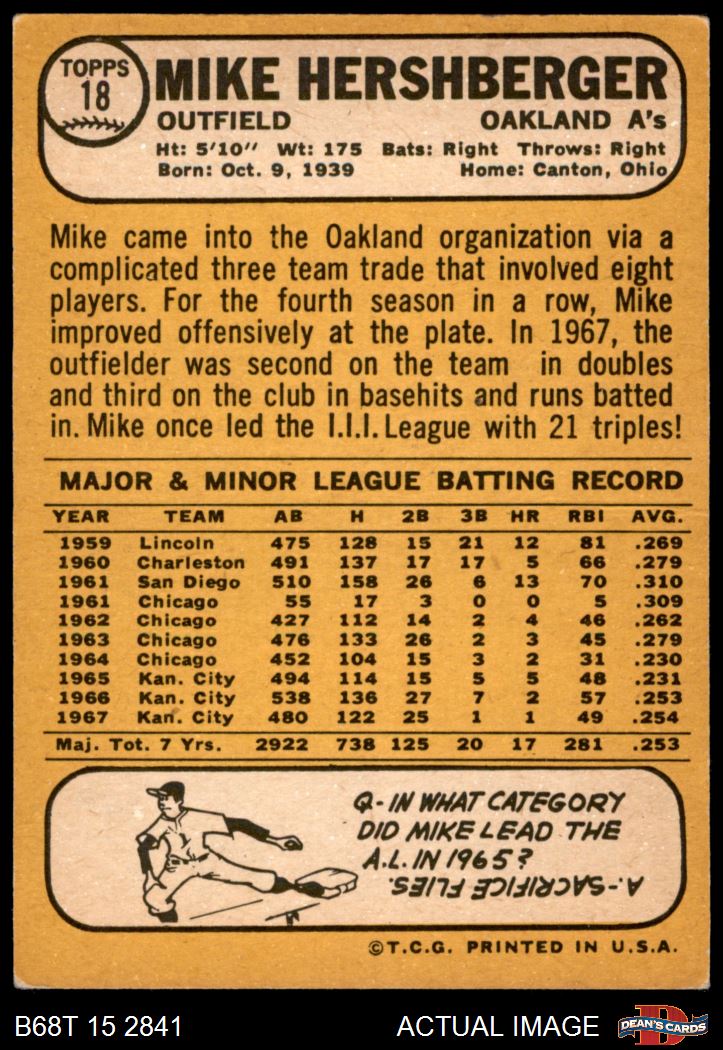 TOPPS
18
MIKE HERSHBERGER
OUTFIELD OAKLAND A's
Ht: 5'10" Wt: 175 Bats: Right Throws: Right
Born: Oct. 9, 1939 Home: Canton, Ohio
Mike came into the Oakland organization via a
complicated three team trade that involved eight
players. For the fourth season in a row, Mike
improved offensively at the plate. In 1967, the
outfielder was second on the team in doubles
and third on the club in basehits and runs batted
in. Mike once led the I.I.I. League with 21 triples!
MAJOR & MINOR LEAGUE BATTING RECORD
YEAR TEAM AB H 2B 3B HR RBI AVG.
1959 Lincoln 475 128 15 21 12 81 .269
1960 Charleston 491 137 17 17 5 66 .279
1961 San Diego 510 158 26 6 13 70 .310
1961 Chicago 55 17 3 0 0 5 .309
1962 Chicago 427 112 14 2 4 46 .262
1963 Chicago 476 133 26 2 3 45 .279
1964 Chicago 452 104 15 3 2 31 .230
1965 Kan. City 494 114 15 5 5 48 .231
1966 Kan. City 538 136 27 7 2 57 .253
1967 Kan. City 480 122 25 1 1 49 .254
Maj. Tot. 7 Yrs. 2922 738 125 20 17 281 .253
Q-IN WHAT CATEGORY
DID MIKE LEAD THE
A.L. IN 1965?
A-SACRIFICE FLIES.
©T.C.G. PRINTED IN U.S.A.
B68T 15 2841 ACTUAL IMAGE
D
DEAN'S CARDS